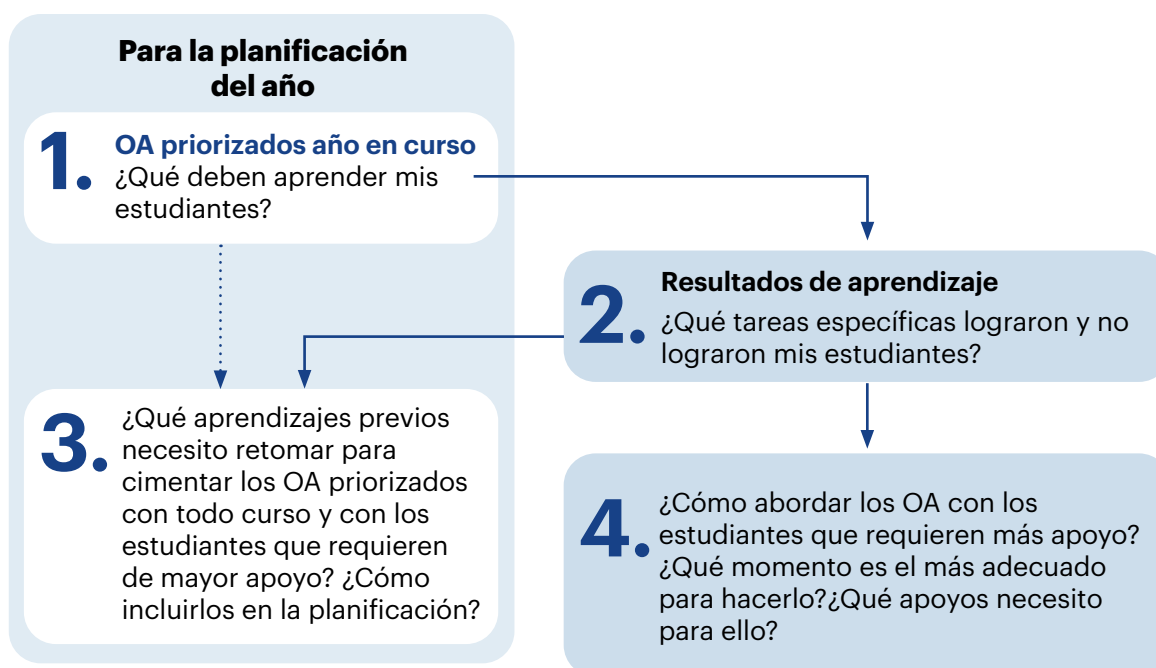 Para la planificación
del año
1. OA priorizados año en curso
¿Qué deben aprender mis
estudiantes?
2. Resultados de aprendizaje
¿Qué tareas específicas lograron y no
lograron mis estudiantes?
3. ¿Qué aprendizajes previos
necesito retomar para
cimentar los OA priorizados
con todo curso y con los
estudiantes que requieren
de mayor apoyo? ¿Cómo
incluirlos en la planificación?
4. ¿Cómo abordar los OA con los
estudiantes que requieren más apoyo?
¿Qué momento es el más adecuado
para hacerlo?¿Qué apoyos necesito
para ello?